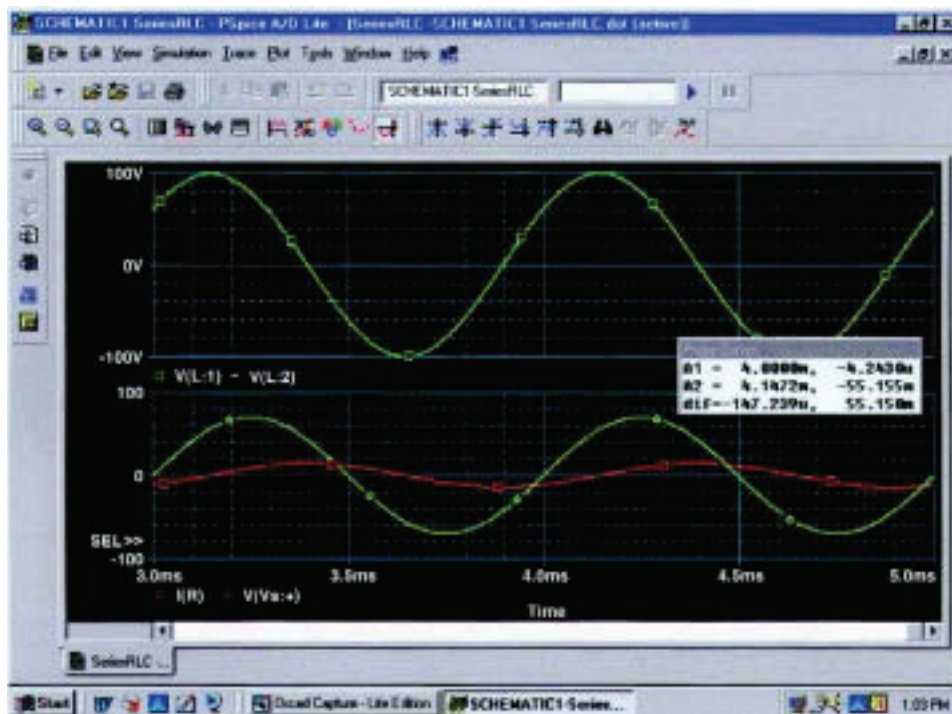 SCHEMATIC1-SeriesRLC - PSpice A/D Lite - [SeriesRLC-SCHEMATIC1-SeriesRLC.dat (active)]
File Edit View Simulation Trace Plot Tools Window Help
SCHEMATIC1-SeriesRLC
100V
0V
-100V
V(L:1) - V(L:2)
100
0
SEL>>
-100
3.0ms 3.5ms 4.0ms 4.5ms 5.0ms
I(R) V(Vs:+)
Time
A1 = 4.0000m, -4.2430u
A2 = 4.1472m, -55.155m
dif=-147.239u, 55.150m
SeriesRLC -...
Start
Orcad Capture - Lite Edition
SCHEMATIC1-Series...
1:03 PM